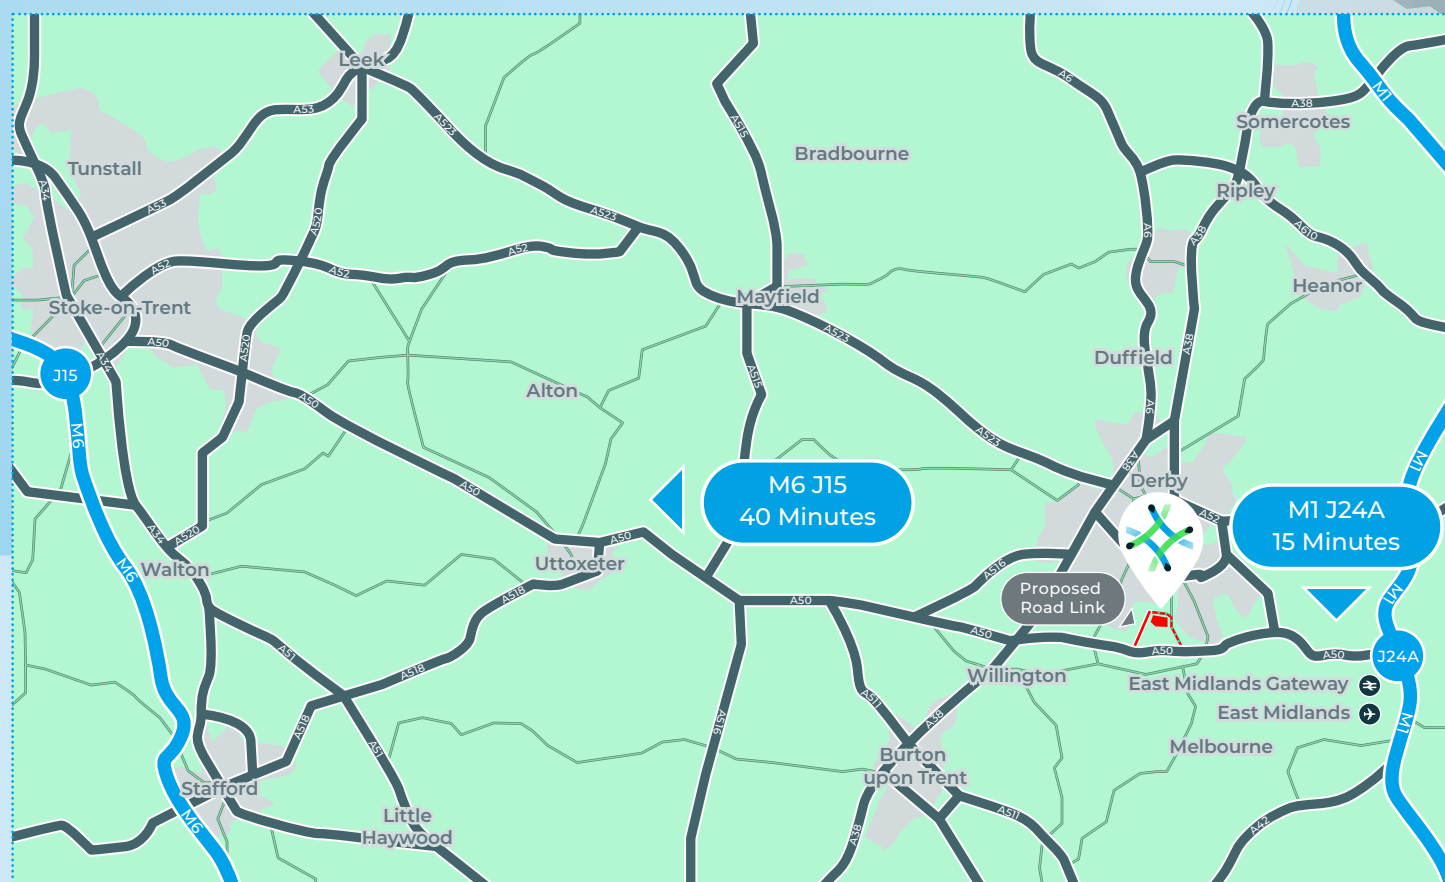 Leek
A53
A523
A515
A6
M1
A38
Somercotes
Tunstall
Bradbourne
A34
A53
A520
A523
Ripley
A6
A38
A610
A52
A52
A52
Stoke-on-Trent
Mayfield
Heanor
A50
A34
A520
A523
A38
Duffield
J15
A515
Alton
A50
A6
M6
A523
A38
M1
Derby
A50
M6 J15
40 Minutes
A52
M1 J24A
15 Minutes
A34
A520
A50
Walton
M6
Uttoxeter
A516
A518
Proposed
Road Link
M1
A50
A50
A50
A50
J24A
A51
A518
Willington
East Midlands Gateway
A511
East Midlands
A518
A516
A38
M1
A51
Melbourne
Burton
upon Trent
Stafford
Little
Haywood
M6
A38
A511
A42